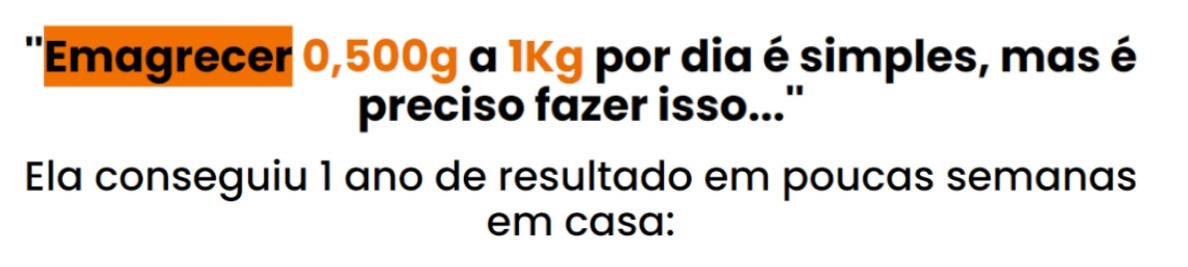 "Emagrecer 0,500g a 1Kg por dia é simples, mas é
preciso fazer isso..."
Ela conseguiu 1 ano de resultado em poucas semanas
em casa: